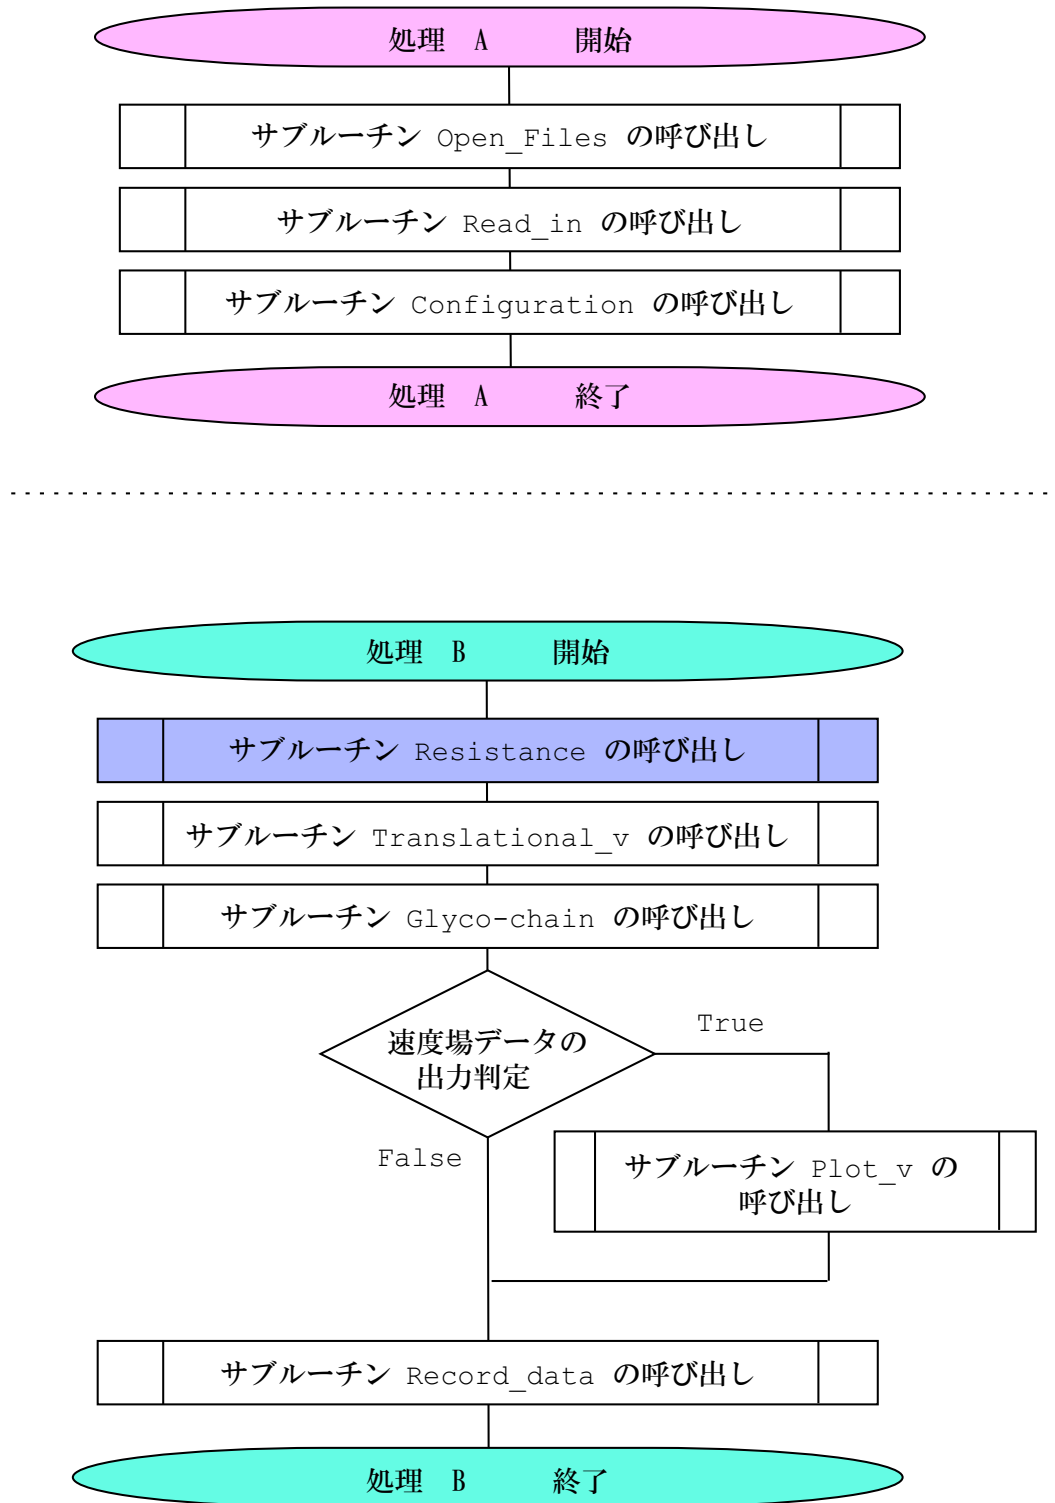 処理 A 開始
サブルーチン Open_Files の呼び出し
サブルーチン Read_in の呼び出し
サブルーチン Configuration の呼び出し
処理 A 終了
処理 B 開始
サブルーチン Resistance の呼び出し
サブルーチン Translational_v の呼び出し
サブルーチン Glyco-chain の呼び出し
速度場データの
出力判定
True
False
サブルーチン Plot_v の
呼び出し
サブルーチン Record_data の呼び出し
処理 B 終了